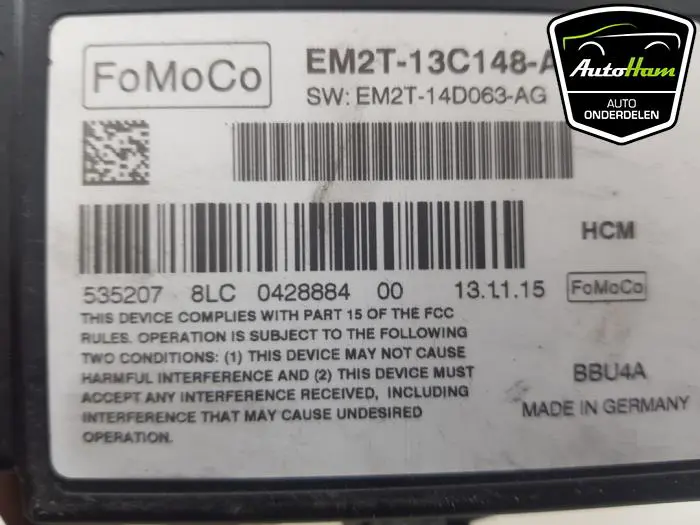 FoMoCo
EM2T-13C148-A
SW: EM2T-14D063-AG
AutoHam
AUTO
ONDERDELEN
HCM
535207 8LC 0428884 00 13.11.15
FoMoCo
THIS DEVICE COMPLIES WITH PART 15 OF THE FCC
RULES. OPERATION IS SUBJECT TO THE FOLLOWING
TWO CONDITIONS: (1) THIS DEVICE MAY NOT CAUSE
HARMFUL INTERFERENCE AND (2) THIS DEVICE MUST
ACCEPT ANY INTERFERENCE RECEIVED, INCLUDING
INTERFERENCE THAT MAY CAUSE UNDESIRED
OPERATION.
BBU4A
MADE IN GERMANY